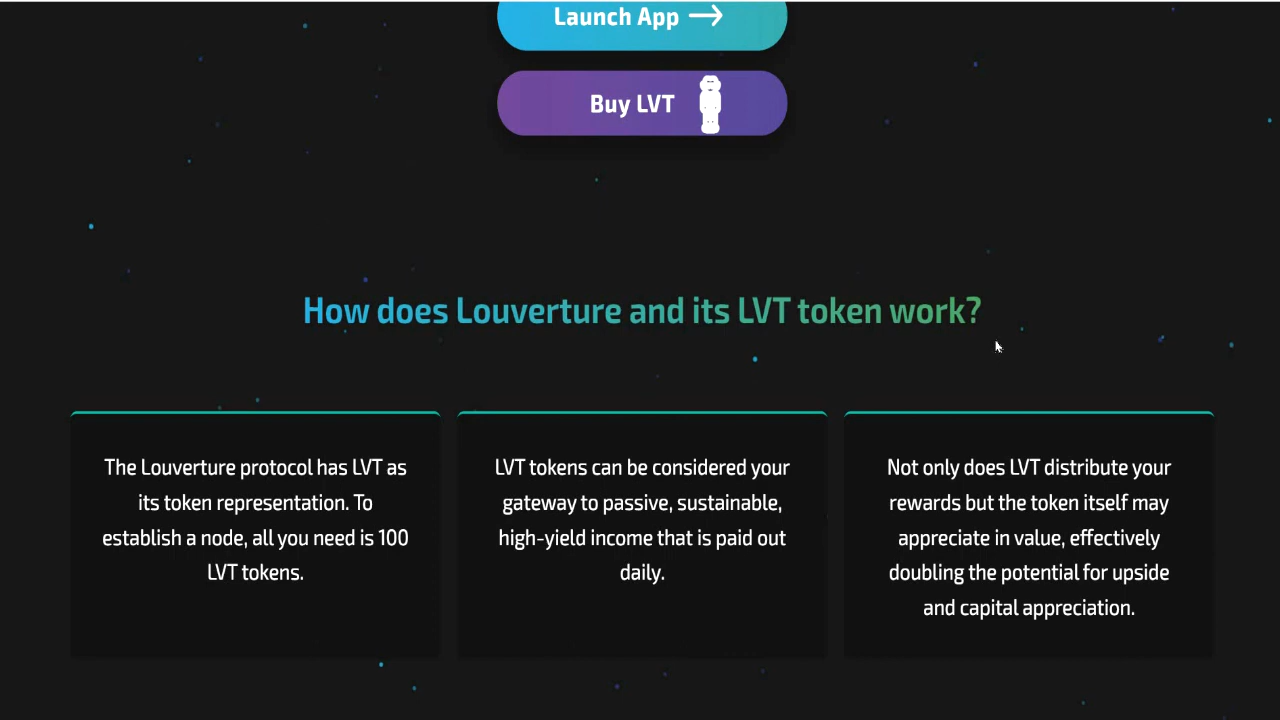 Launch App
Buy LVT
How does Louverture and its LVT token work?
The Louverture protocol has LVT as
its token representation. To
establish a node, all you need is 100
LVT tokens.
LVT tokens can be considered your
gateway to passive, sustainable,
high-yield income that is paid out
daily.
Not only does LVT distribute your
rewards but the token itself may
appreciate in value, effectively
doubling the potential for upside
and capital appreciation.